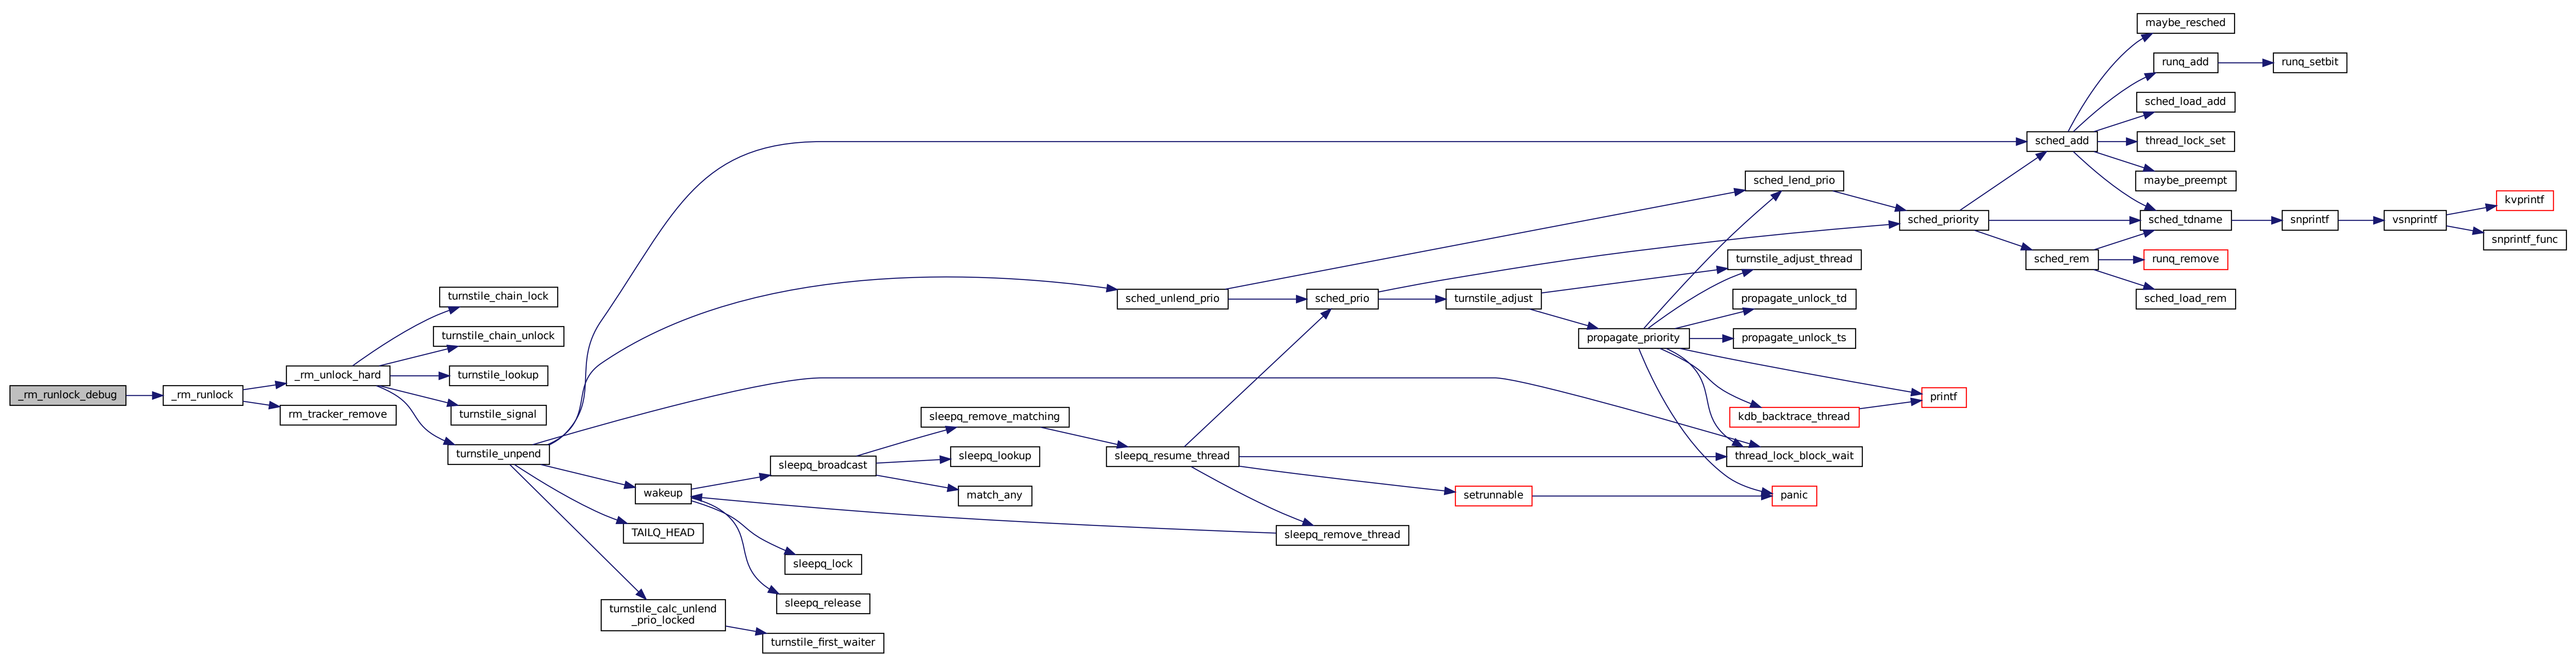 _rm_runlock_debug
_rm_runlock
_rm_unlock_hard
rm_tracker_remove
turnstile_chain_lock
turnstile_chain_unlock
turnstile_lookup
turnstile_signal
turnstile_unpend
wakeup
TAILQ_HEAD
turnstile_calc_unlend
_prio_locked
sleepq_broadcast
sleepq_lock
sleepq_release
turnstile_first_waiter
sleepq_remove_matching
sleepq_lookup
match_any
sched_unlend_prio
sleepq_resume_thread
sched_prio
sleepq_remove_thread
turnstile_adjust
setrunnable
propagate_priority
sched_lend_prio
turnstile_adjust_thread
propagate_unlock_td
propagate_unlock_ts
kdb_backtrace_thread
thread_lock_block_wait
panic
sched_priority
printf
sched_add
sched_rem
maybe_resched
runq_add
sched_load_add
thread_lock_set
maybe_preempt
sched_tdname
runq_remove
sched_load_rem
runq_setbit
snprintf
vsnprintf
kvprintf
snprintf_func